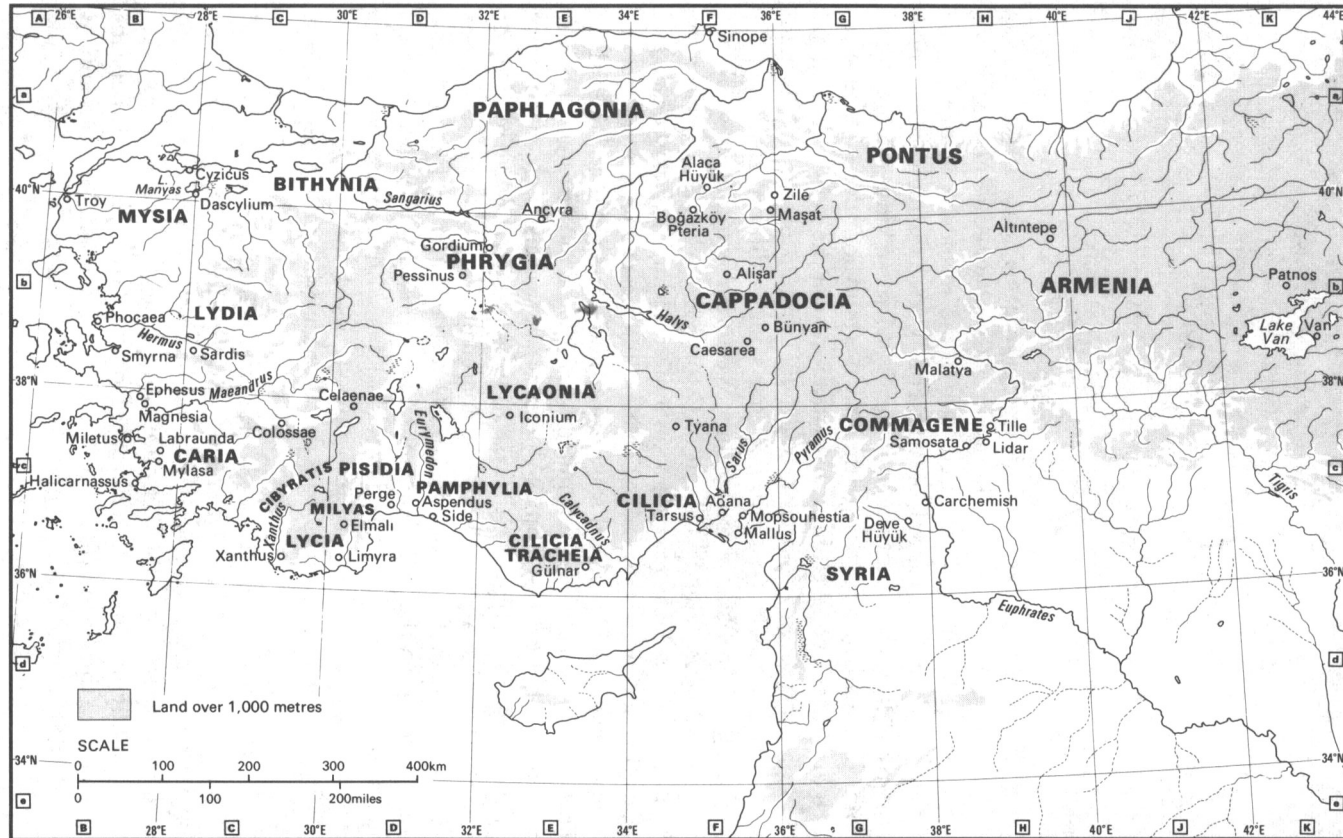 A 26°E B 28°E C 30°E D 32°E E 34°E F 36°E G 38°E H 40°E J 42°E K 44°E
Sinope
a
a
PAPHLAGONIA
PONTUS
Alaca
Hüyük
Cyzicus
L.
Manyas
BITHYNIA
40°N
40°N
Troy
Dascylium
Sangarius
Zile
MYSIA
Ancyra
Boğazköy
Pteria
Maşat
Altıntepe
Gordium
PHRYGIA
Pessinus
Alişar
b
Patnos
b
CAPPADOCIA
ARMENIA
LYDIA
Phocaea
Halys
Bünyan
Hermus
Lake
Van
Van
Smyrna
Sardis
Caesarea
Malatya
38°N
38°N
Ephesus
Maeandrus
Celaenae
LYCAONIA
Magnesia
Iconium
Colossae
Eurymedon
Tyana
COMMAGENE
Tille
Miletus
Labraunda
Sarus
Pyramus
Samosata
Lidar
CARIA
Mylasa
c
PISIDIA
c
Halicarnassus
CIBYRATIS
PAMPHYLIA
Tigris
Perge
Aspendus
Calycadnus
CILICIA
Adana
Carchemish
MILYAS
Side
Tarsus
Mopsouhestia
Xanthus
Elmalı
Mallus
Deve
Hüyük
LYCIA
CILICIA
TRACHEIA
Xanthus
Limyra
Gülnar
36°N
SYRIA
36°N
Euphrates
d
d
Land over 1,000 metres
SCALE
34°N
34°N
0 100 200 300 400km
0 100 200miles
e
e
B 28°E C 30°E D 32°E E 34°E F 36°E G 38°E H 40°E J 42°E K